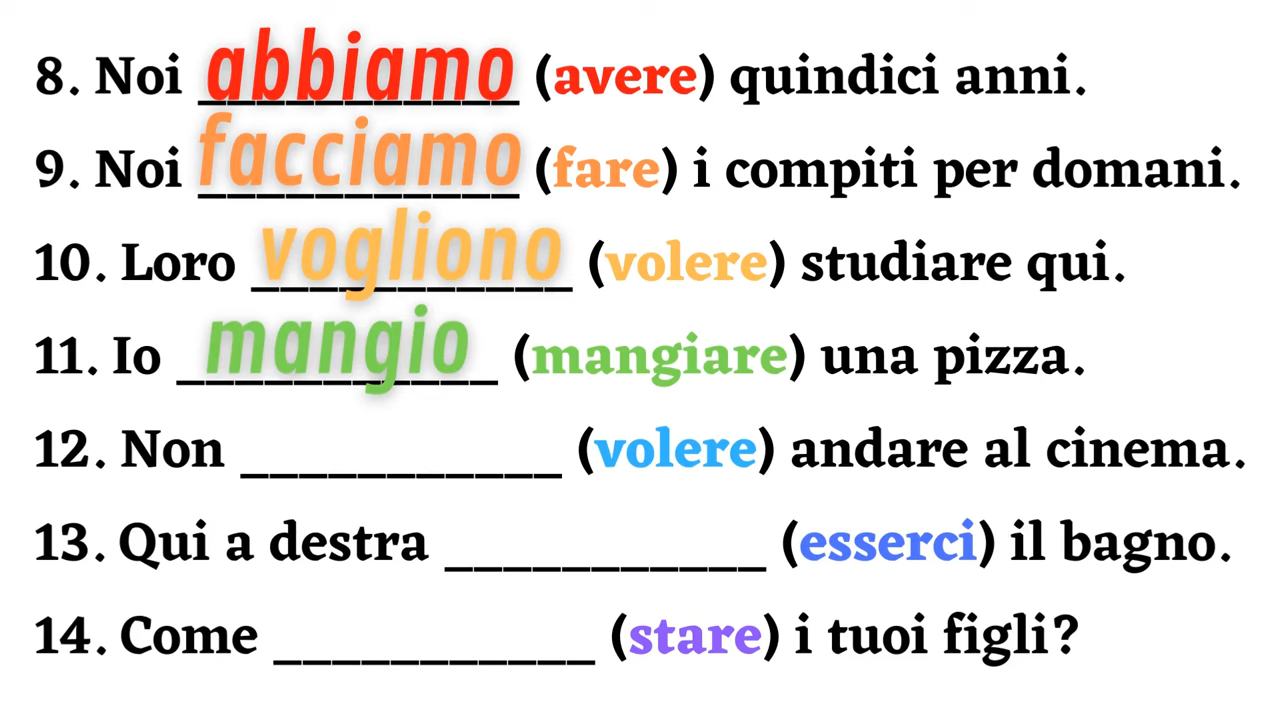 8. Noi abbiamo (avere) quindici anni.
9. Noi facciamo (fare) i compiti per domani.
10. Loro vogliono (volere) studiare qui.
11. Io mangio (mangiare) una pizza.
12. Non ___________ (volere) andare al cinema.
13. Qui a destra ___________ (esserci) il bagno.
14. Come ___________ (stare) i tuoi figli?